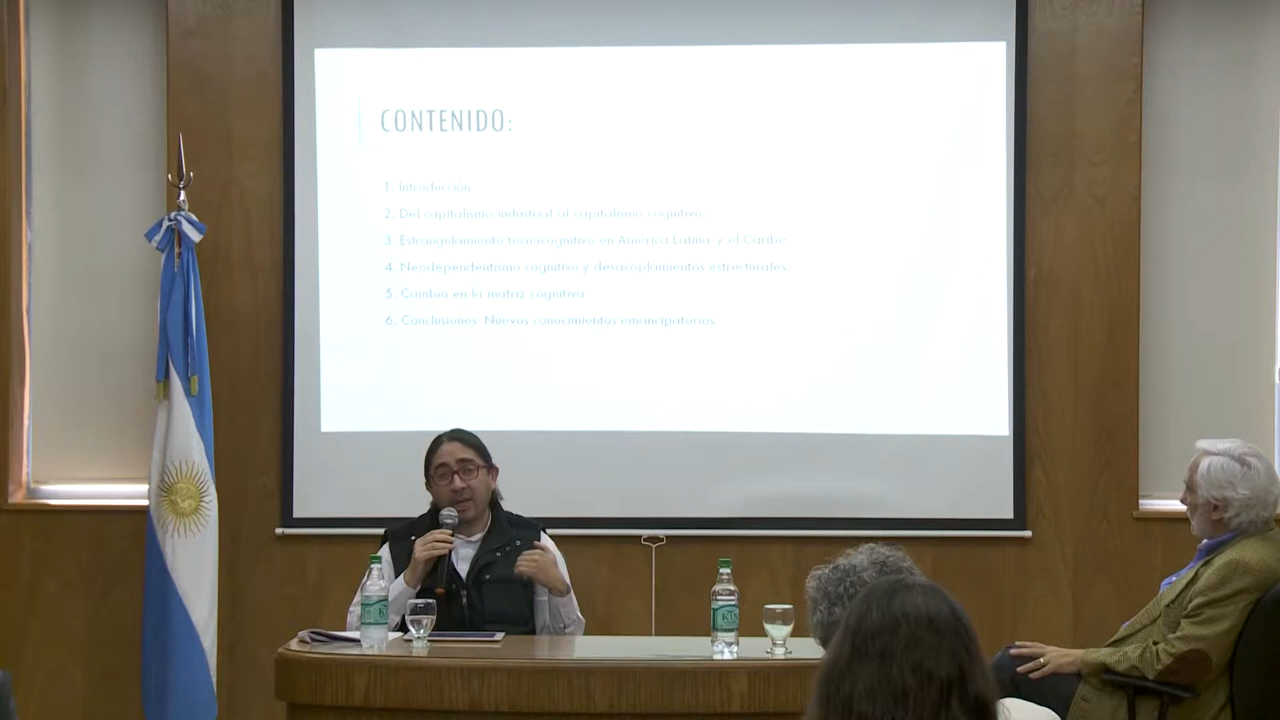 CONTENIDO:
1. Introducción
2. Del capitalismo industrial al capitalismo cognitivo.
3. Estrangulamiento tecnocognitivo en América Latina y el Caribe.
4. Neodependentismo cognitivo y desacoplamientos estructurales.
5. Cambio en la matriz cognitiva
6. Conclusiones. Nuevos conocimientos emancipatorios